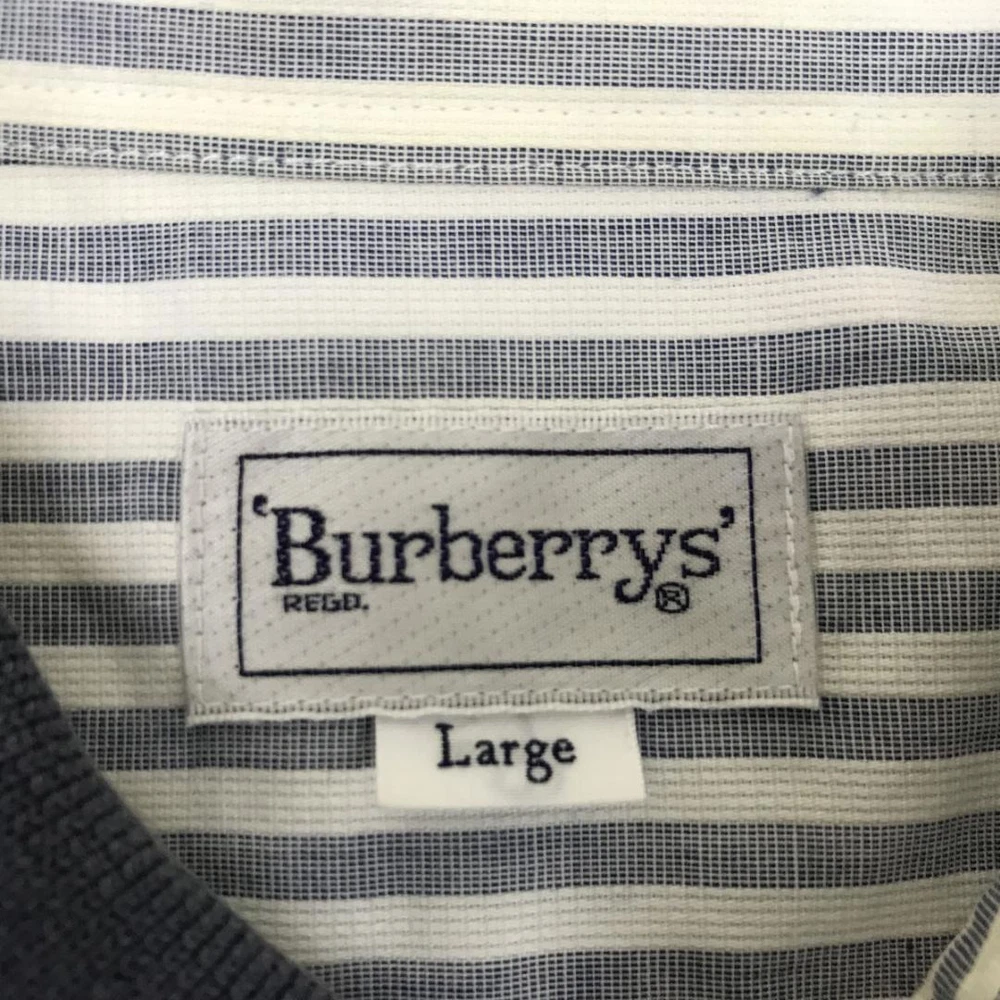 ‘Burberrys’
REGD. ®
Large